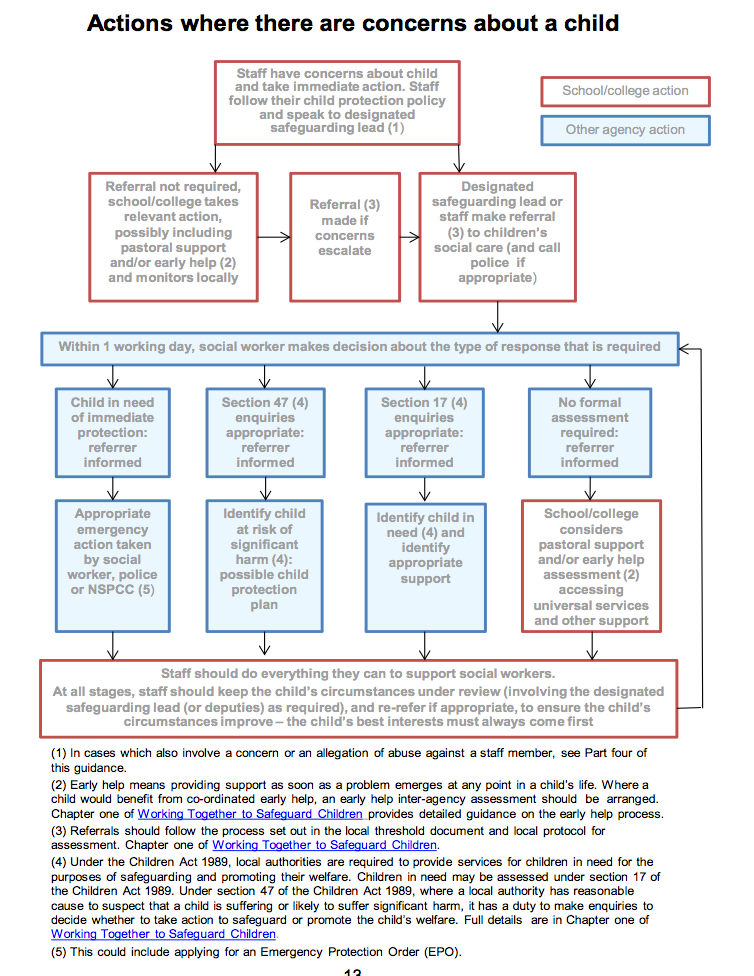 Actions where there are concerns about a child
Staff have concerns about child
and take immediate action. Staff
follow their child protection policy
and speak to designated
safeguarding lead (1)
School/college action
Other agency action
Referral not required,
school/college takes
relevant action,
possibly including
pastoral support
and/or early help (2)
and monitors locally
Referral (3)
made if
concerns
escalate
Designated
safeguarding lead or
staff make referral
(3) to children's
social care (and call
police if
appropriate)
Within 1 working day, social worker makes decision about the type of response that is required
Child in need
of immediate
protection:
referrer
informed
Section 47 (4)
enquiries
appropriate:
referrer
informed
Section 17 (4)
enquiries
appropriate:
referrer
informed
No formal
assessment
required:
referrer
informed
Appropriate
emergency
action taken
by social
worker, police
or NSPCC (5)
Identify child
at risk of
significant
harm (4):
possible child
protection
plan
Identify child in
need (4) and
identify
appropriate
support
School/college
considers
pastoral support
and/or early help
assessment (2)
accessing
universal services
and other support
Staff should do everything they can to support social workers.
At all stages, staff should keep the child's circumstances under review (involving the designated
safeguarding lead (or deputies) as required), and re-refer if appropriate, to ensure the child's
circumstances improve – the child's best interests must always come first
(1) In cases which also involve a concern or an allegation of abuse against a staff member, see Part four of
this guidance.
(2) Early help means providing support as soon as a problem emerges at any point in a child's life. Where a
child would benefit from co-ordinated early help, an early help inter-agency assessment should be arranged.
Chapter one of Working Together to Safeguard Children provides detailed guidance on the early help process.
(3) Referrals should follow the process set out in the local threshold document and local protocol for
assessment. Chapter one of Working Together to Safeguard Children.
(4) Under the Children Act 1989, local authorities are required to provide services for children in need for the
purposes of safeguarding and promoting their welfare. Children in need may be assessed under section 17 of
the Children Act 1989. Under section 47 of the Children Act 1989, where a local authority has reasonable
cause to suspect that a child is suffering or likely to suffer significant harm, it has a duty to make enquiries to
decide whether to take action to safeguard or promote the child's welfare. Full details are in Chapter one of
Working Together to Safeguard Children.
(5) This could include applying for an Emergency Protection Order (EPO).